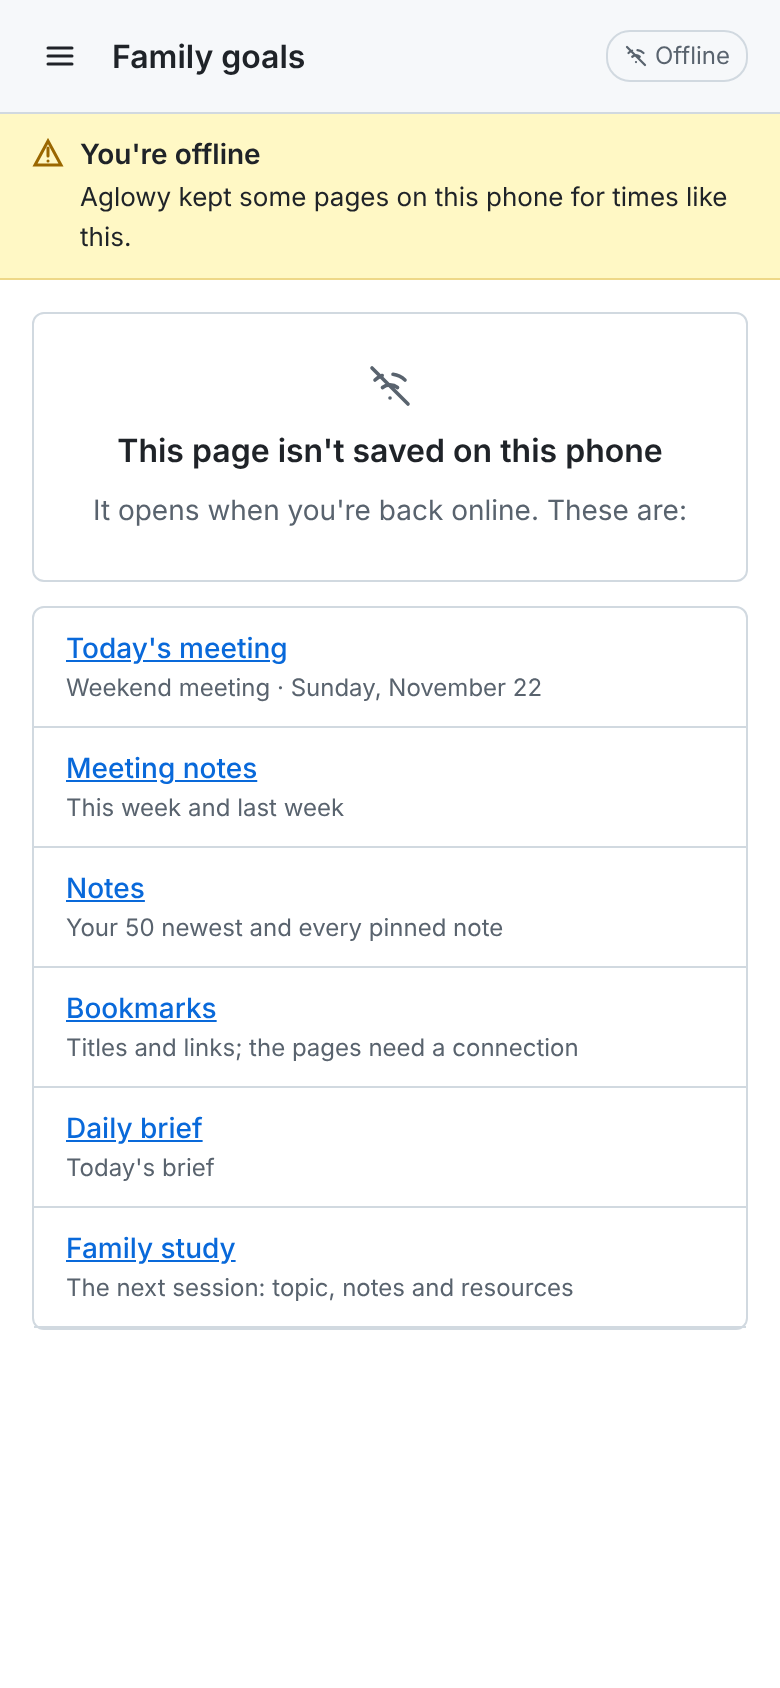 Family goals
Offline
You're offline
Aglowy kept some pages on this phone for times like
this.
This page isn't saved on this phone
It opens when you're back online. These are:
Today's meeting
Weekend meeting · Sunday, November 22
Meeting notes
This week and last week
Notes
Your 50 newest and every pinned note
Bookmarks
Titles and links; the pages need a connection
Daily brief
Today's brief
Family study
The next session: topic, notes and resources